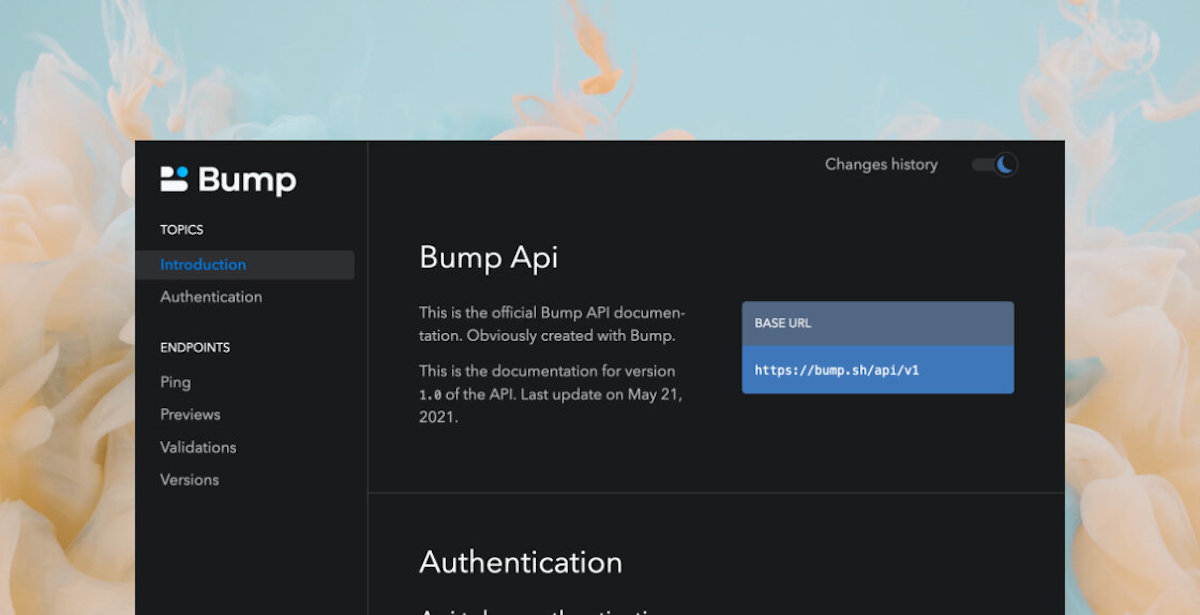 Bump
TOPICS
Introduction
Authentication
ENDPOINTS
Ping
Previews
Validations
Versions
Changes history
Bump Api
This is the official Bump API documen-
tation. Obviously created with Bump.
This is the documentation for version
1.0 of the API. Last update on May 21,
2021.
BASE URL
https://bump.sh/api/v1
Authentication